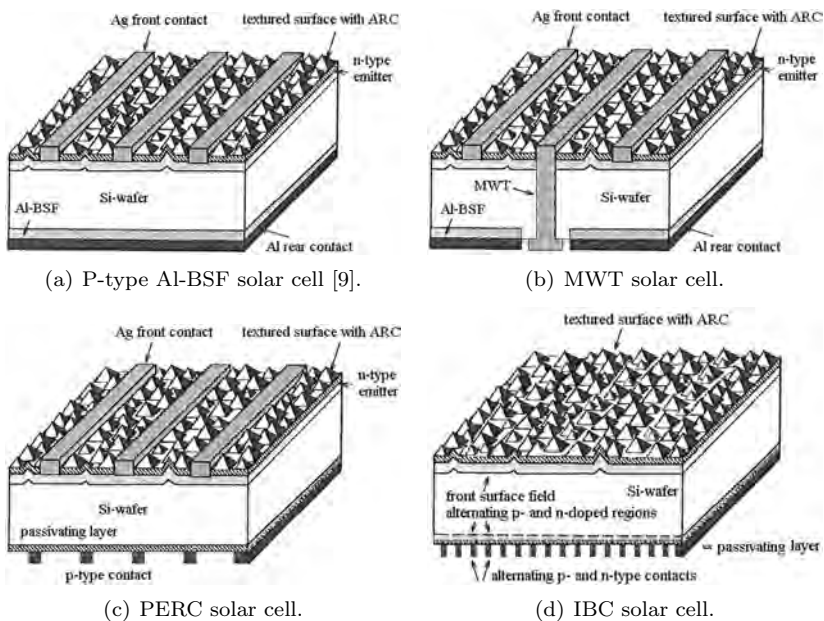 Ag front contact
textured surface with ARC
n-type
emitter
Si-wafer
Al-BSF
Al rear contact
(a) P-type Al-BSF solar cell [9].
Ag front contact
textured surface with ARC
n-type
emitter
MWT
Si-wafer
Al-BSF
Al rear contact
(b) MWT solar cell.
Ag front contact
textured surface with ARC
n-type
emitter
Si-wafer
passivating layer
p-type contact
(c) PERC solar cell.
textured surface with ARC
Si-wafer
front surface field
alternating p- and n-doped regions
passivating layer
alternating p- and n-type contacts
(d) IBC solar cell.